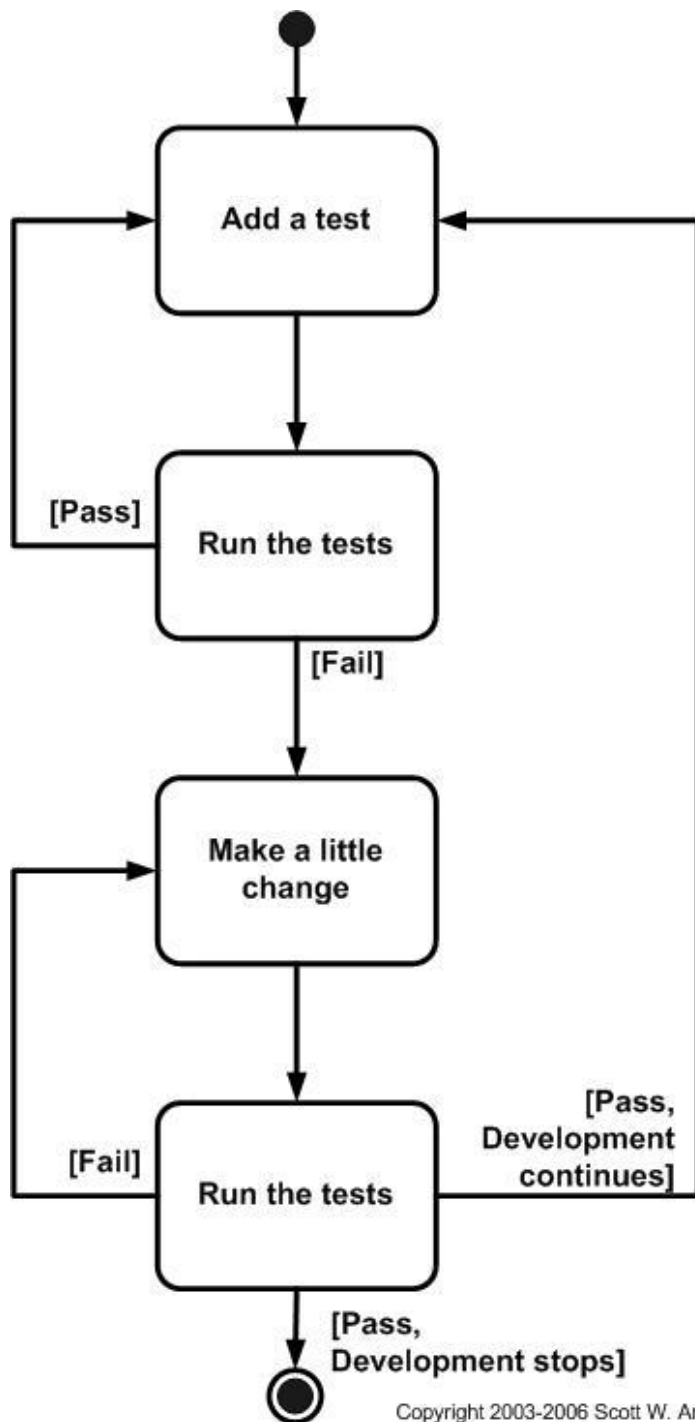 Add a test
[Pass]
Run the tests
[Fail]
Make a little
change
[Pass,
Development
continues]
[Fail]
Run the tests
[Pass,
Development stops]
Copyright 2003-2006 Scott W.